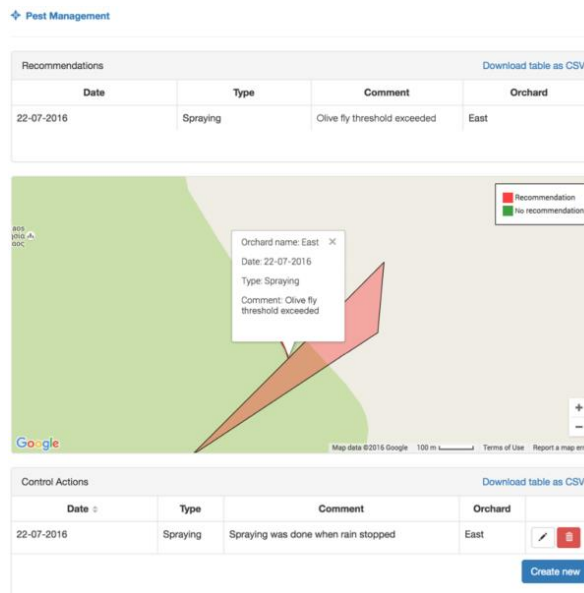 Pest Management
Recommendations Download table as CSV
Date Type Comment Orchard
22-07-2016 Spraying Olive fly threshold exceeded East
Recommendation
No recommendation
Orchard name: East ×
Date: 22-07-2016
Type: Spraying
Comment: Olive fly
threshold exceeded
+
−
Google
Map data ©2016 Google 100 m Terms of Use Report a map err
Control Actions Download table as CSV
Date Type Comment Orchard
22-07-2016 Spraying Spraying was done when rain stopped East
Create new